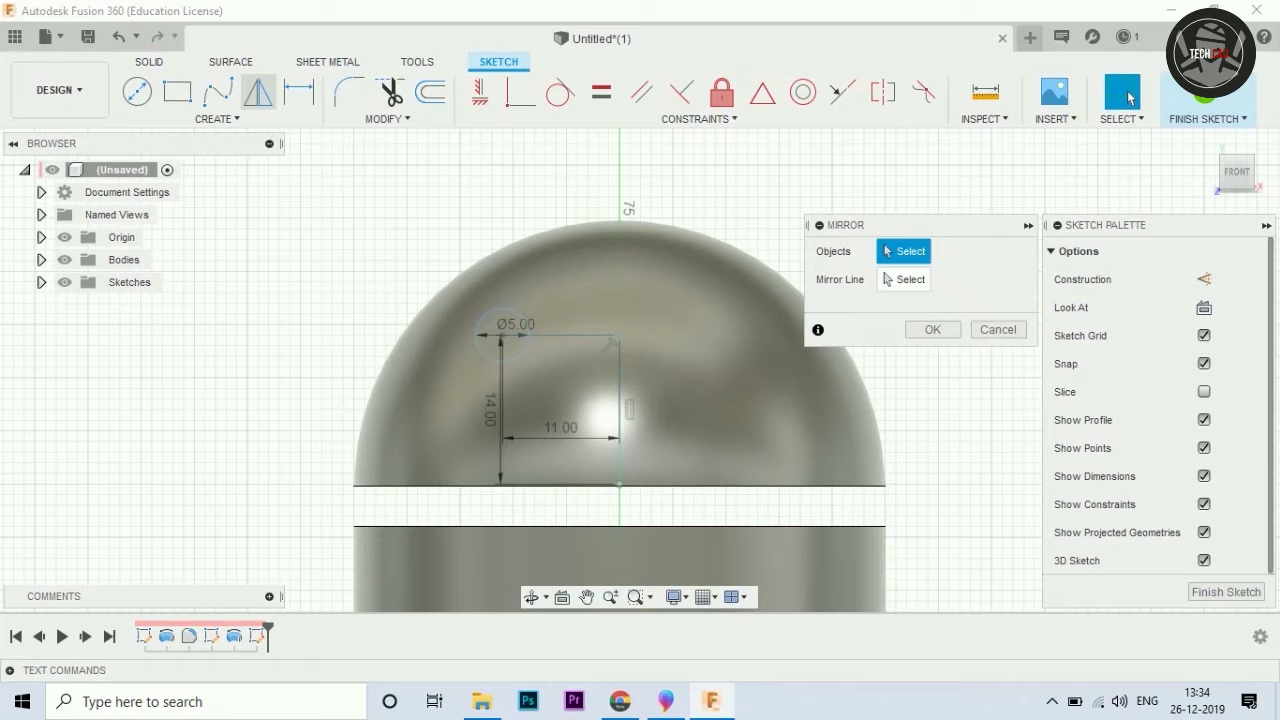 Autodesk Fusion 360 (Education License)
Untitled*(1)
1
TECH
SOLID
SURFACE
SHEET METAL
TOOLS
SKETCH
DESIGN
CREATE
MODIFY
CONSTRAINTS
INSPECT
INSERT
SELECT
FINISH SKETCH
BROWSER
(Unsaved)
Document Settings
Named Views
Origin
Bodies
Sketches
FRONT
Y
X
Z
75
Ø5.00
14.00
11.00
MIRROR
Objects
Select
Mirror Line
Select
OK
Cancel
SKETCH PALETTE
Options
Construction
Look At
Sketch Grid
Snap
Slice
Show Profile
Show Points
Show Dimensions
Show Constraints
Show Projected Geometries
3D Sketch
Finish Sketch
COMMENTS
TEXT COMMANDS
Type here to search
Ps
Pr
F
ENG
13:34
26-12-2019